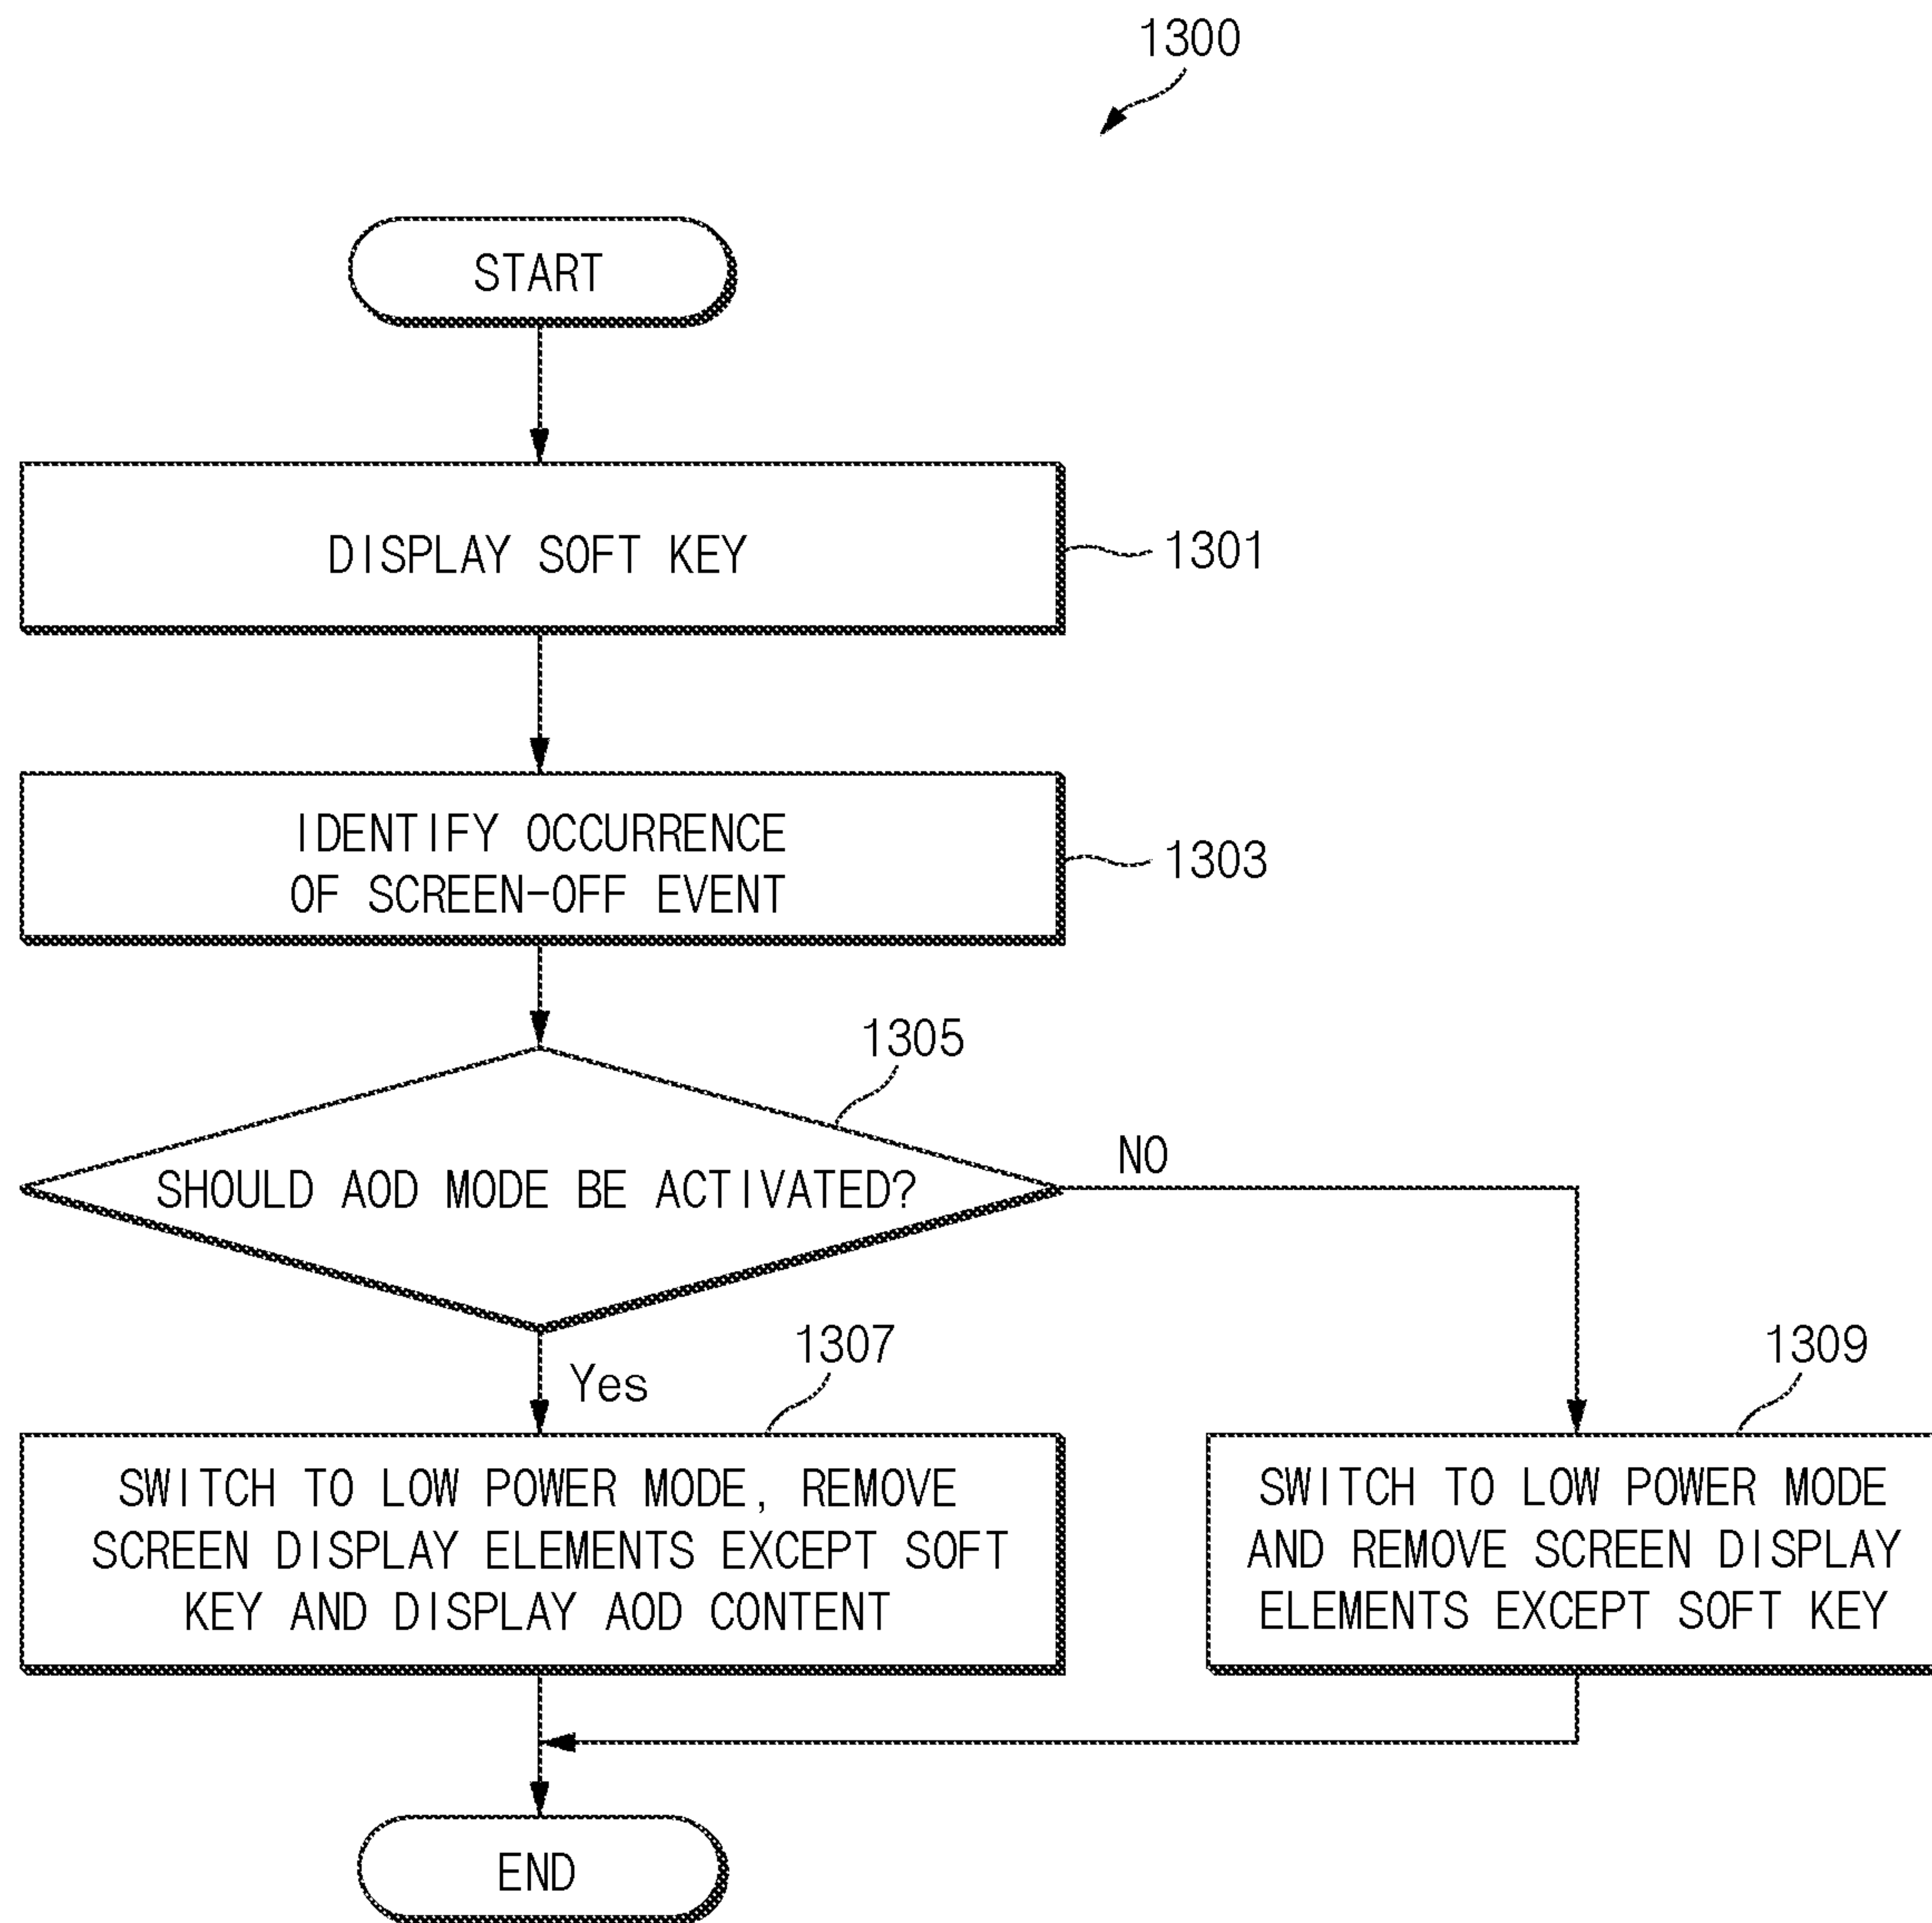 1300
START
DISPLAY SOFT KEY
1301
IDENTIFY OCCURRENCE
OF SCREEN-OFF EVENT
1303
1305
SHOULD AOD MODE BE ACTIVATED?
NO
Yes
1307
SWITCH TO LOW POWER MODE, REMOVE
SCREEN DISPLAY ELEMENTS EXCEPT SOFT
KEY AND DISPLAY AOD CONTENT
1309
SWITCH TO LOW POWER MODE
AND REMOVE SCREEN DISPLAY
ELEMENTS EXCEPT SOFT KEY
END